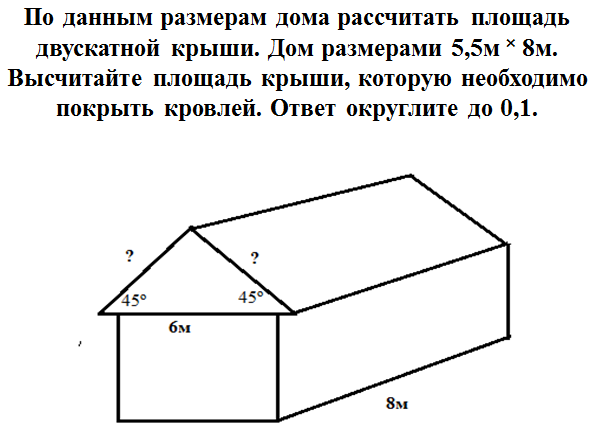 По данным размерам дома рассчитать площадь
двускатной крыши. Дом размерами 5,5м × 8м.
Высчитайте площадь крыши, которую необходимо
покрыть кровлей. Ответ округлите до 0,1.
? ?
45° 45°
6м
8м